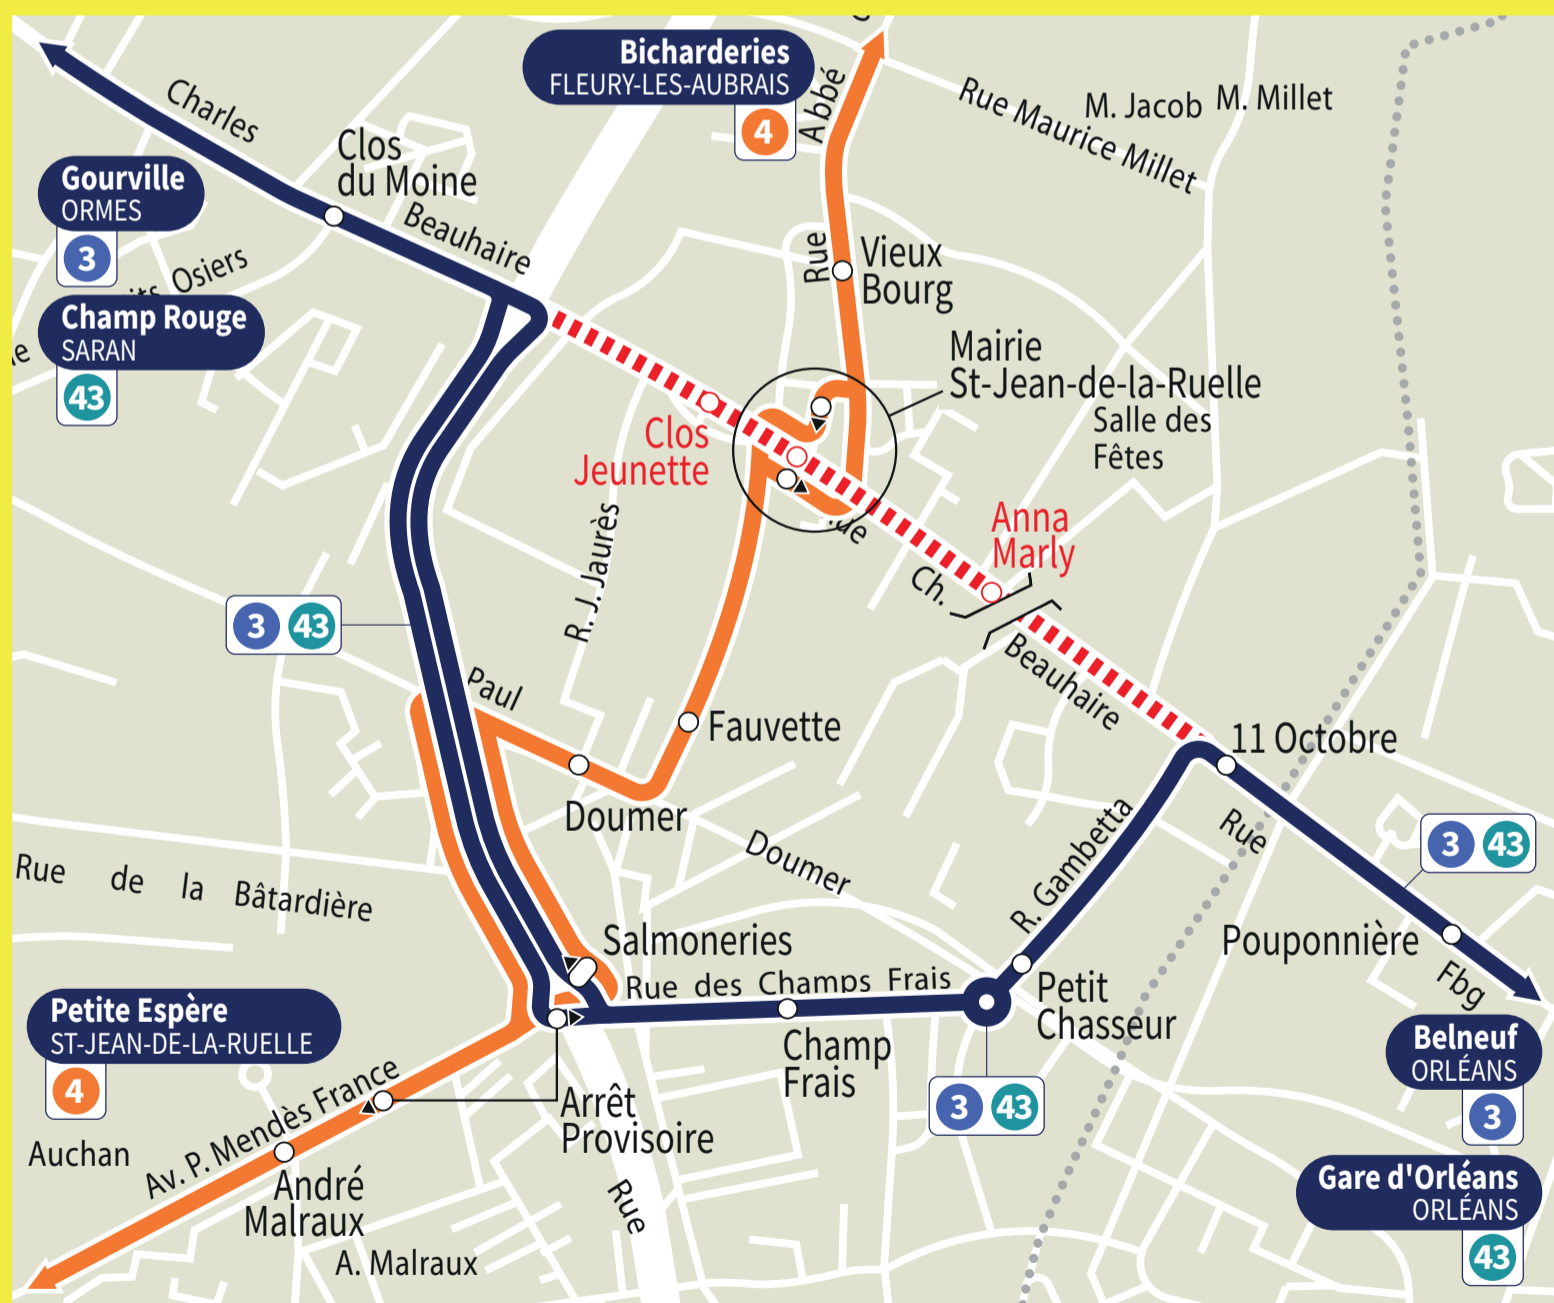 Bicharderies
FLEURY-LES-AUBRAIS
4
Abbé
Rue Maurice Millet
M. Jacob
M. Millet
Charles
Clos
du Moine
Beauhaire
Gourville
ORMES
3
Osiers
Champ Rouge
SARAN
43
Rue
Vieux
Bourg
Mairie
St-Jean-de-la-Ruelle
Salle des
Fêtes
Clos
Jeunette
R. J. Jaurès
Anna
Marly
Ch.
Beauhaire
3 43
Paul
Fauvette
Doumer
11 Octobre
Rue
3 43
Doumer
R. Gambetta
Rue de la Bâtardière
Salmoneries
Rue des Champs Frais
Pouponnière
Fbg
Petit
Chasseur
Petite Espère
ST-JEAN-DE-LA-RUELLE
4
Champ
Frais
3 43
Belneuf
ORLÉANS
3
Arrêt
Provisoire
Av. P. Mendès France
Auchan
André
Malraux
A. Malraux
Rue
Gare d'Orléans
ORLÉANS
43